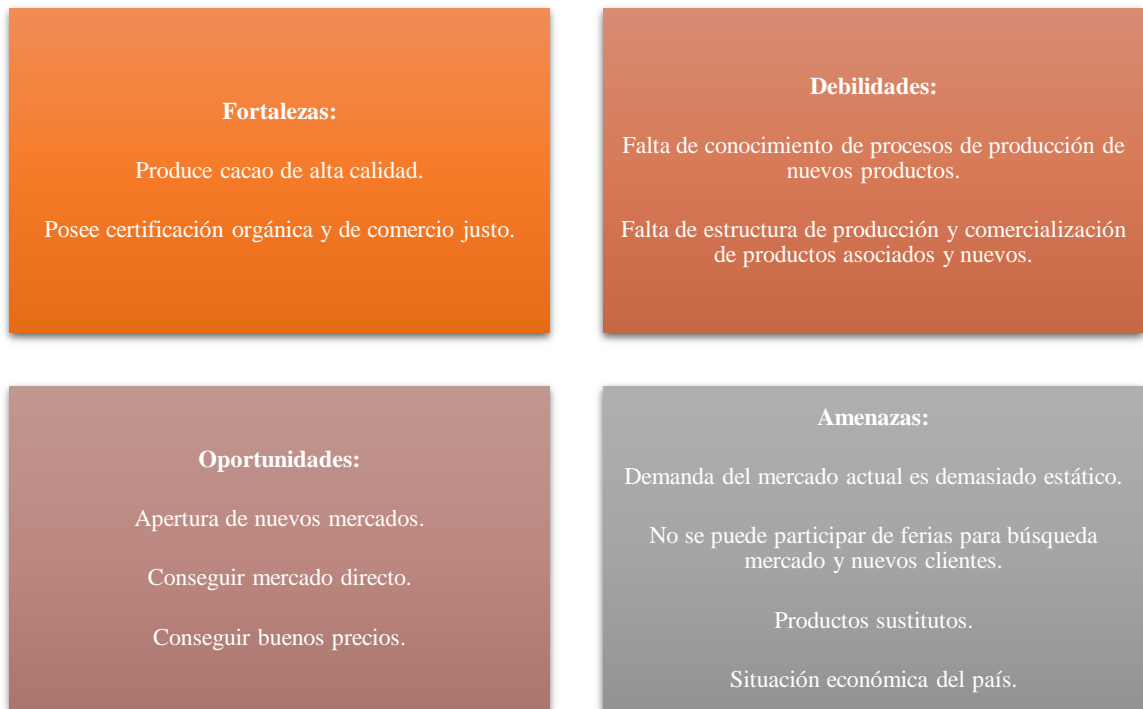 Fortalezas:
Produce cacao de alta calidad.
Posee certificación orgánica y de comercio justo.
Debilidades:
Falta de conocimiento de procesos de producción de
nuevos productos.
Falta de estructura de producción y comercialización
de productos asociados y nuevos.
Oportunidades:
Apertura de nuevos mercados.
Conseguir mercado directo.
Conseguir buenos precios.
Amenazas:
Demanda del mercado actual es demasiado estático.
No se puede participar de ferias para búsqueda
mercado y nuevos clientes.
Productos sustitutos.
Situación económica del país.